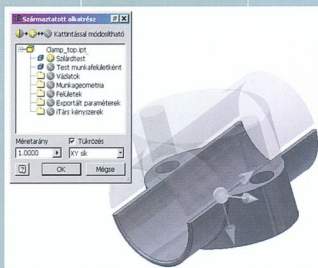 Származtatott alkatrész
Kattintással módosítható
Clamp_top.ipt
Szilárdtest
Test munkafelületként
Vázlatok
Munkageometria
Felületek
Exportált paraméterek
iTárs kényszerek
Méretarány
Tükrözés
1.0000
XY sík
OK
Mégse